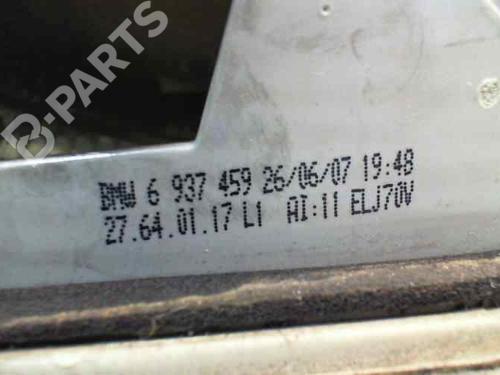 B-PARTS
BMW 6 937 459 26/06/07 19:48
27.64.01.17 L1 AI:11 ELJ70V